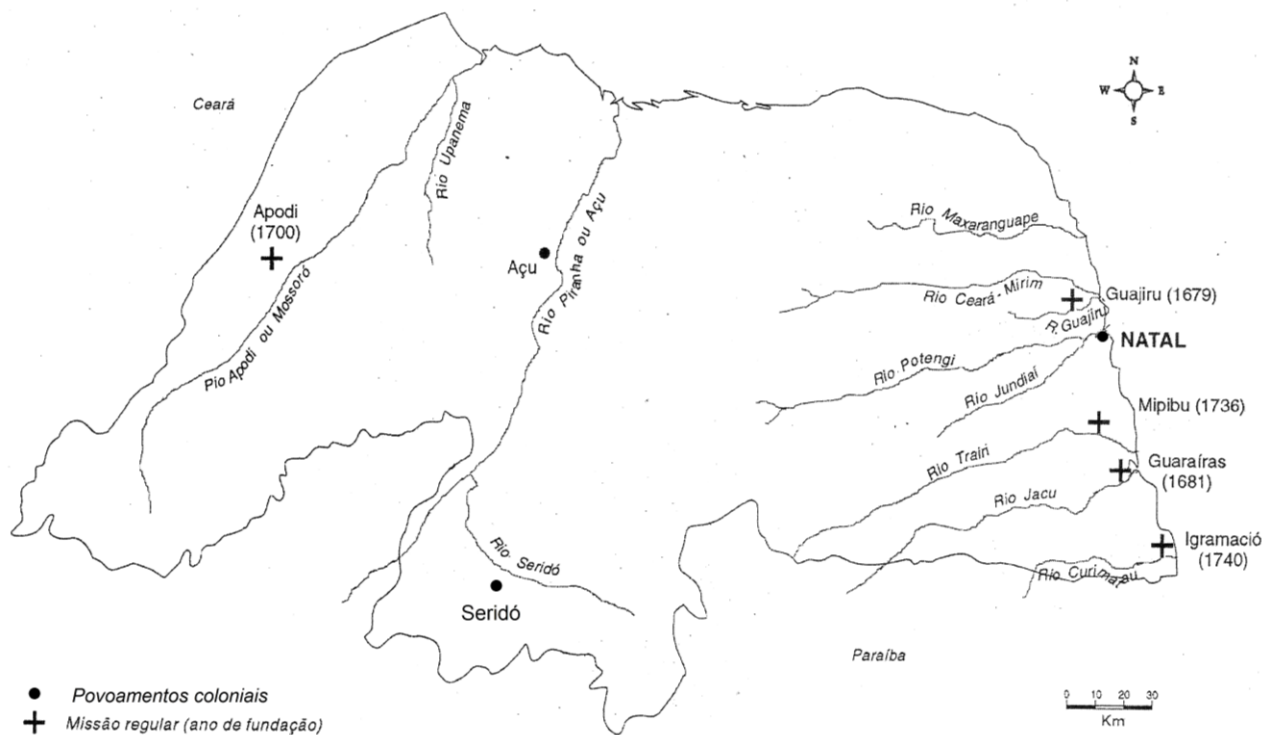 N
W E
S
Ceará
Apodi
(1700)
Rio Upanema
Açu
Rio Piranha ou Açu
Pio Apodi ou Mossoró
Rio Maxaranguape
Rio Ceará-Mirim
Guajiru (1679)
R. Guajiru
NATAL
Rio Potengi
Rio Jundiaí
Mipibu (1736)
Rio Trairi
Guaraíras
(1681)
Rio Jacu
Igramació
(1740)
Rio Curimataú
Rio Seridó
Seridó
Paraíba
Povoamentos coloniais
Missão regular (ano de fundação)
0 10 20 30
Km